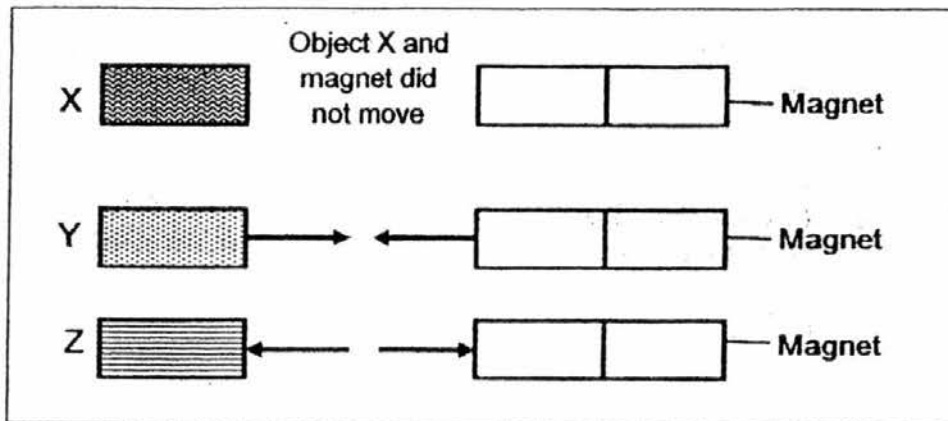 Object X and
magnet did
not move
X
Magnet
Y
Magnet
Z
Magnet